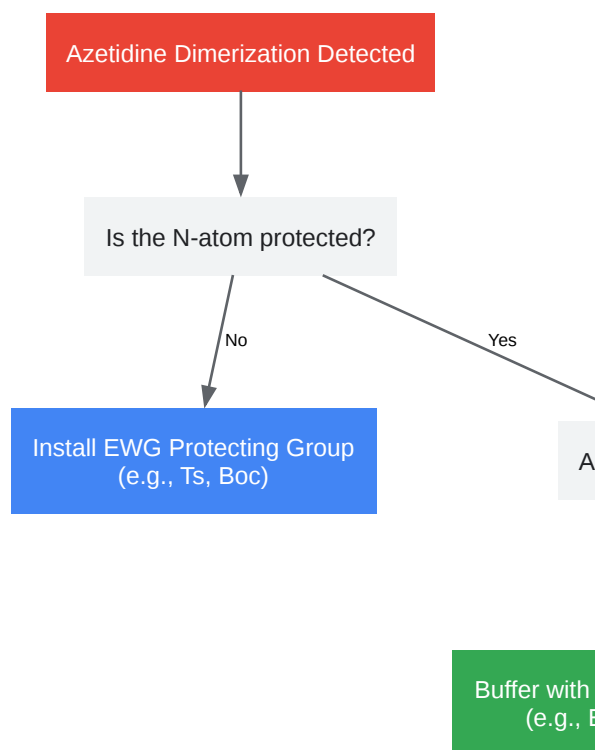 Azetidine Dimerization Detected
Is the N-atom protected?
No
Yes
Install EWG Protecting Group
(e.g., Ts, Boc)
A
Buffer with
(e.g.,